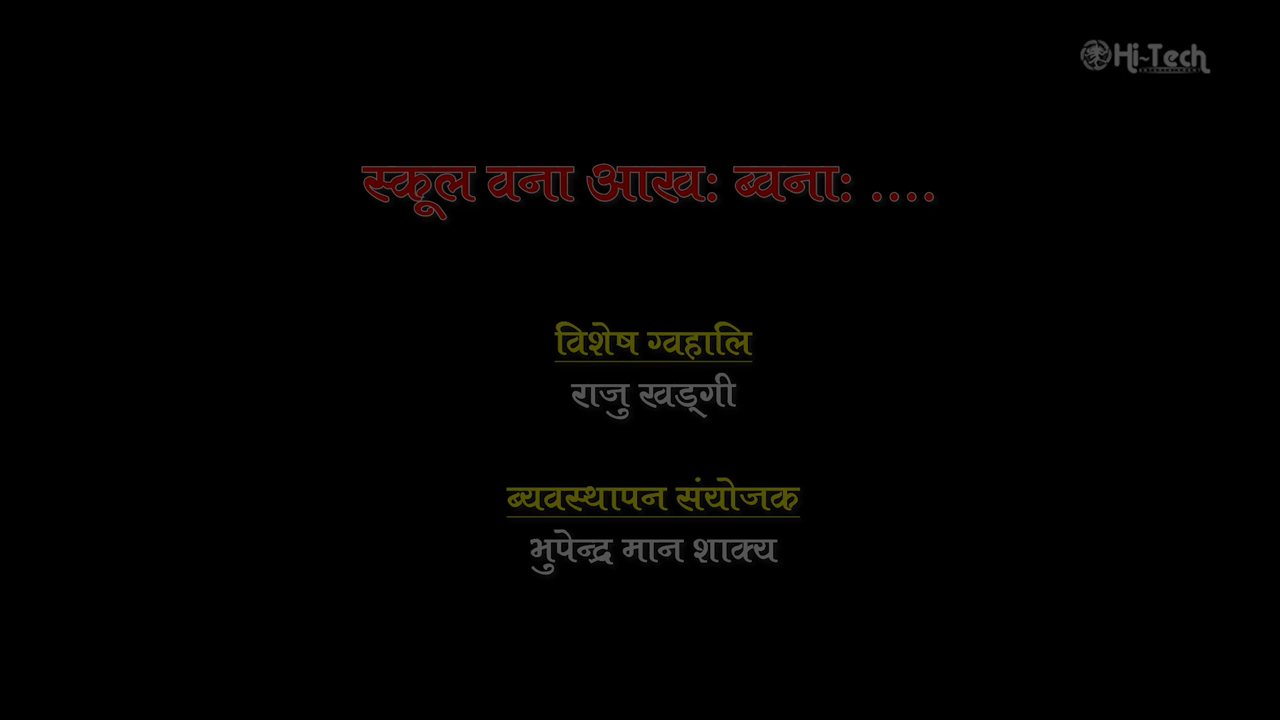 Hi-Tech
स्कूल वना आखः ब्वनाः ....
विशेष ग्वहालि
राजु खड्गी
ब्यवस्थापन संयोजक
भुपेन्द्र मान शाक्य